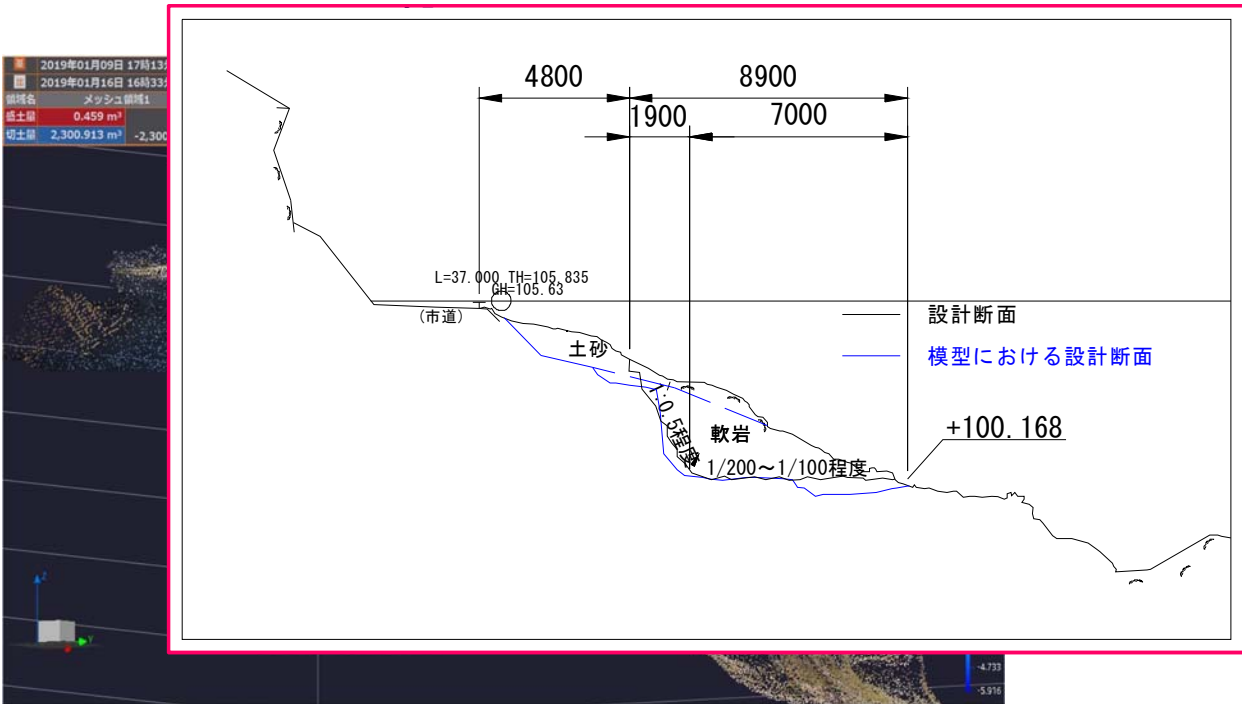 2019年01月09日 17時13
2019年01月16日 16時33
領域名 メッシュ領域1
盛土量 0.459 m³
切土量 2,300.913 m³ -2,300
4800 8900
1900 7000
L=37.000 TH=105.835
GH=105.63
(市道)
土砂
設計断面
模型における設計断面
1:0.5程度
軟岩
+100.168
1/200～1/100程度
Z
Y
-4.733
-5.916